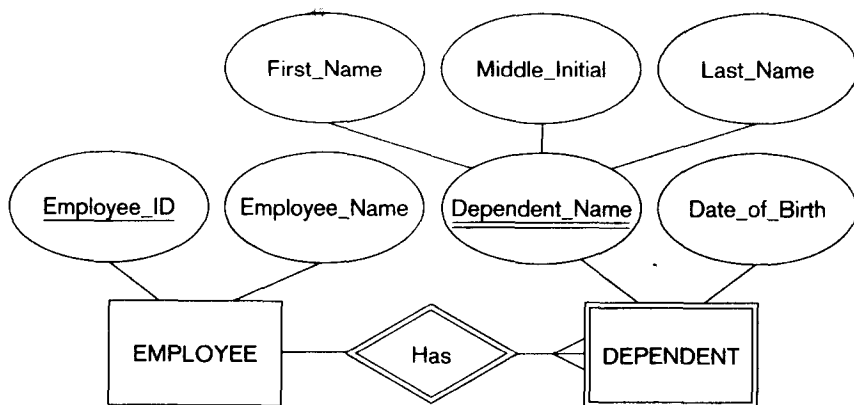 First_Name
Middle_Initial
Last_Name
Employee_ID
Employee_Name
Dependent_Name
Date_of_Birth
EMPLOYEE
Has
DEPENDENT